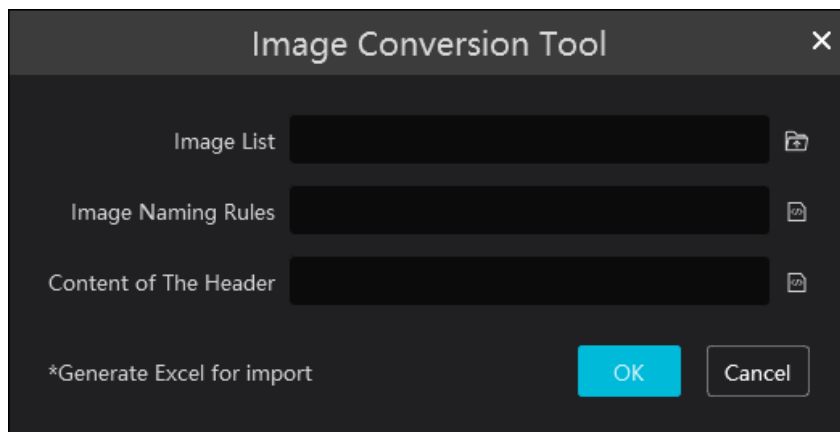 Image Conversion Tool
Image List
Image Naming Rules
Content of The Header
*Generate Excel for import
OK
Cancel